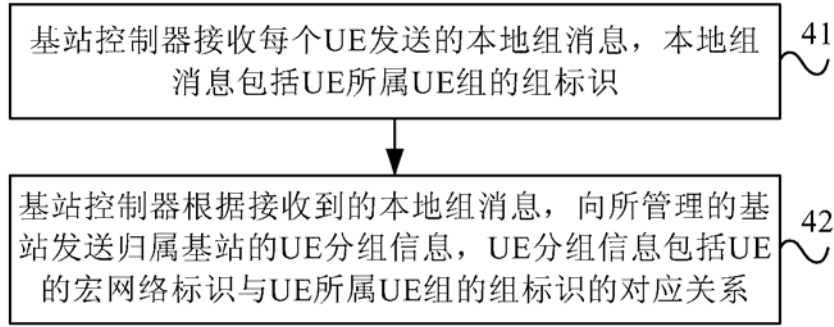 基站控制器接收每个UE发送的本地组消息，本地组
消息包括UE所属UE组的组标识
41
基站控制器根据接收到的本地组消息，向所管理的基
站发送归属基站的UE分组信息，UE分组信息包括UE
的宏网络标识与UE所属UE组的组标识的对应关系
42